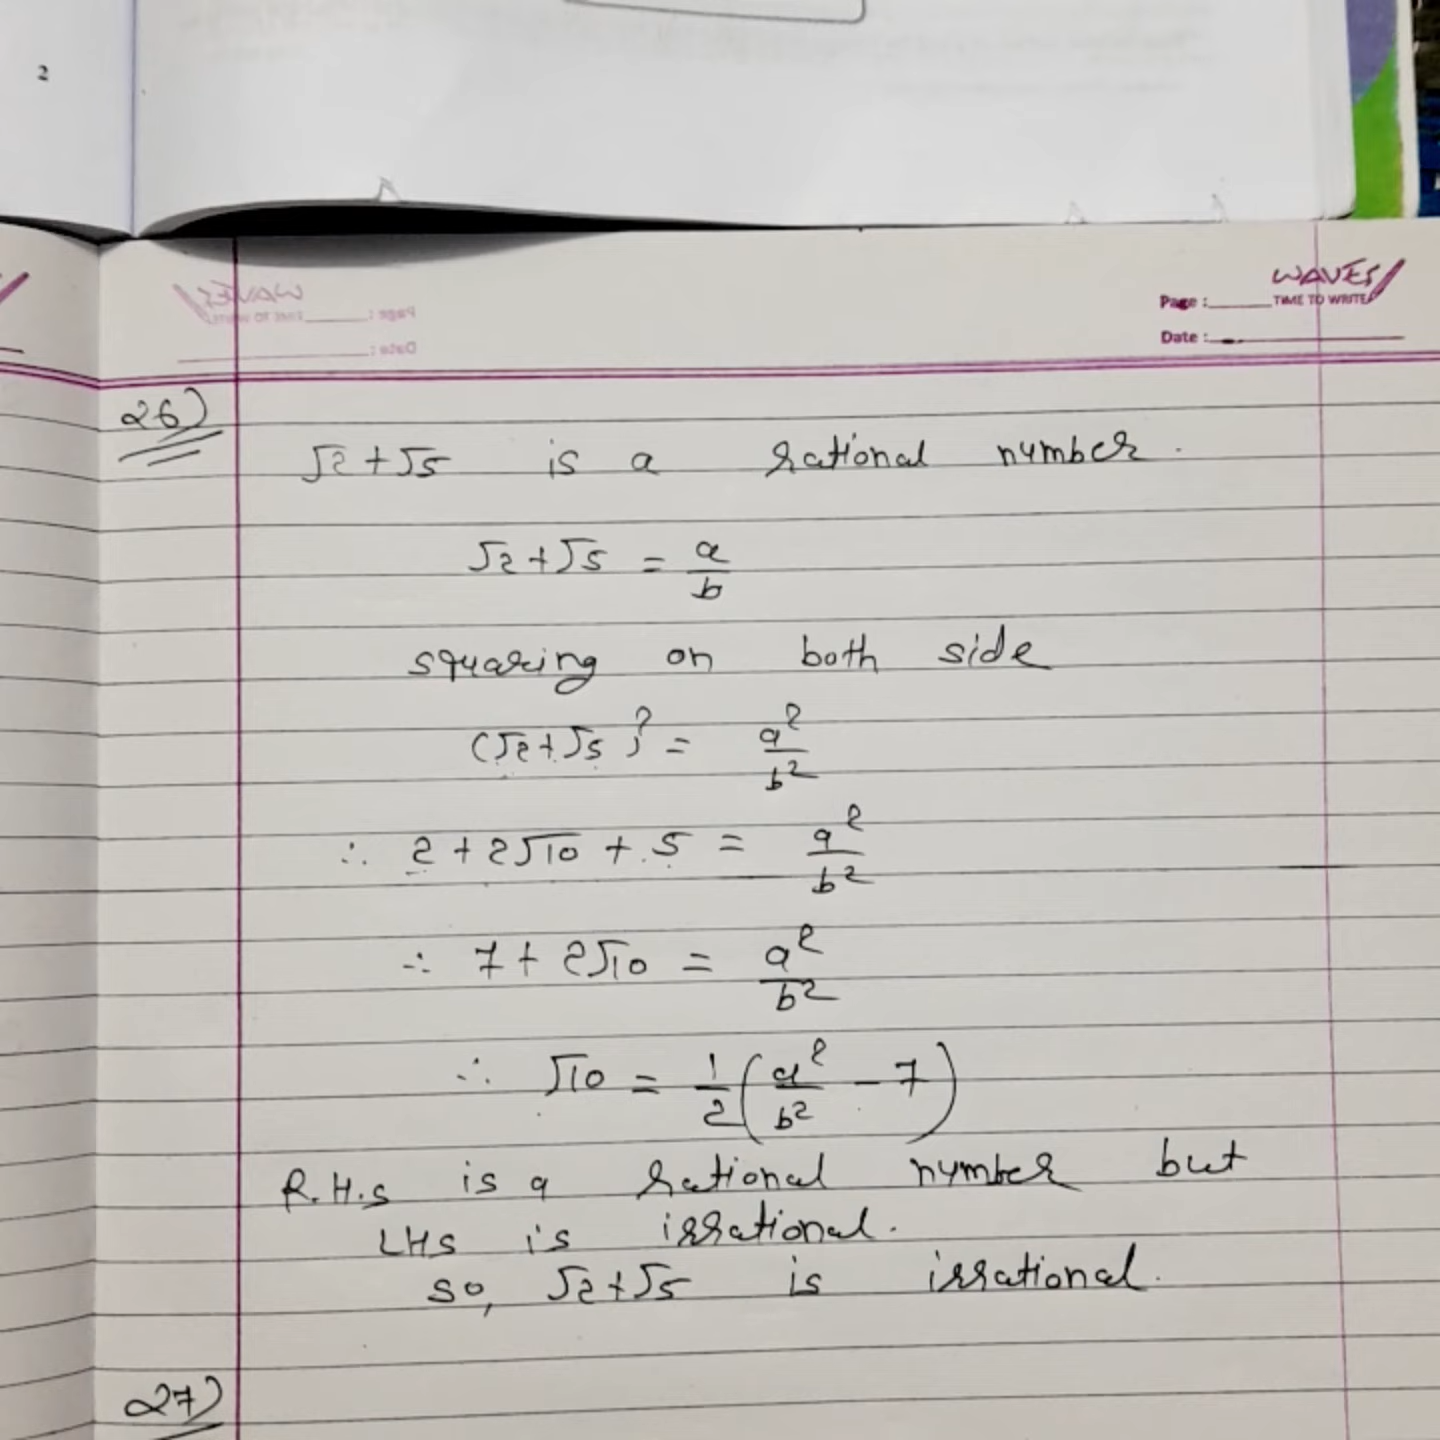 2
WAVES
TIME TO WRITE
Page :
Date :
26)
√2+√5 is a rational number.
√2+√5 = a/b
squaring on both side
(√2+√5)² = a²/b²
∴ 2+2√10 + 5 = a²/b²
∴ 7+2√10 = a²/b²
∴ √10 = 1/2 (a²/b² - 7)
R.H.S is a rational number but
LHS is irrational.
so, √2+√5 is irrational.
27)